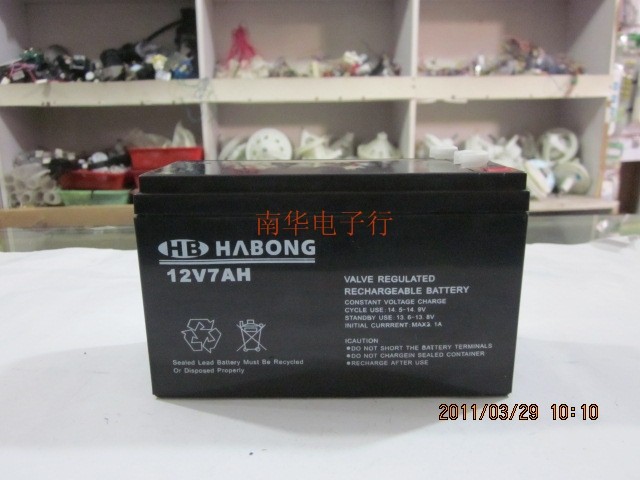 南华电子行
HB HABONG
12V7AH
VALVE REGULATED
RECHARGEABLE BATTERY
CONSTANT VOLTAGE CHARGE
CYCLE USE: 14.5-14.9V
STANDBY USE: 13.6-13.8V
INITIAL CURRRENT: MAX2.1A
/CAUTION
●DO NOT SHORT THE BATTERY TERMINALS
●DO NOT CHARGEIN SEALED CONTAINER
●RECHARGE AFTER USE
Pb
Sealed Lead Battery Must Be Recycled
Or Disposed Properly
2011/03/29 10:10